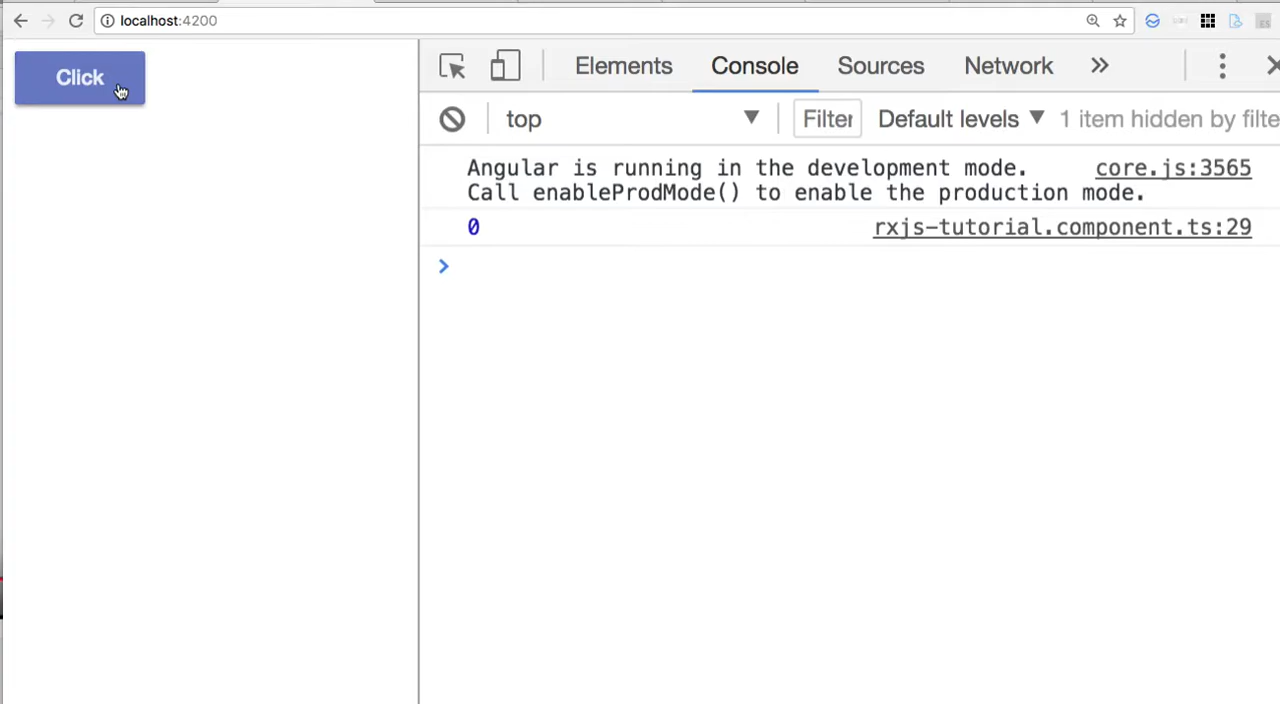 localhost:4200
Click
Elements Console Sources Network
top Filter Default levels 1 item hidden by filte
Angular is running in the development mode. core.js:3565
Call enableProdMode() to enable the production mode.
0 rxjs-tutorial.component.ts:29